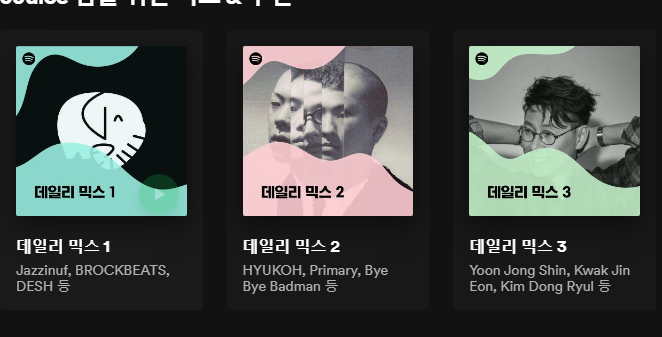 데일리 믹스 1
데일리 믹스 2
데일리 믹스 3
데일리 믹스 1
Jazzinuf, BROCKBEATS,
DESH 등
데일리 믹스 2
HYUKOH, Primary, Bye
Bye Badman 등
데일리 믹스 3
Yoon Jong Shin, Kwak Jin
Eon, Kim Dong Ryul 등